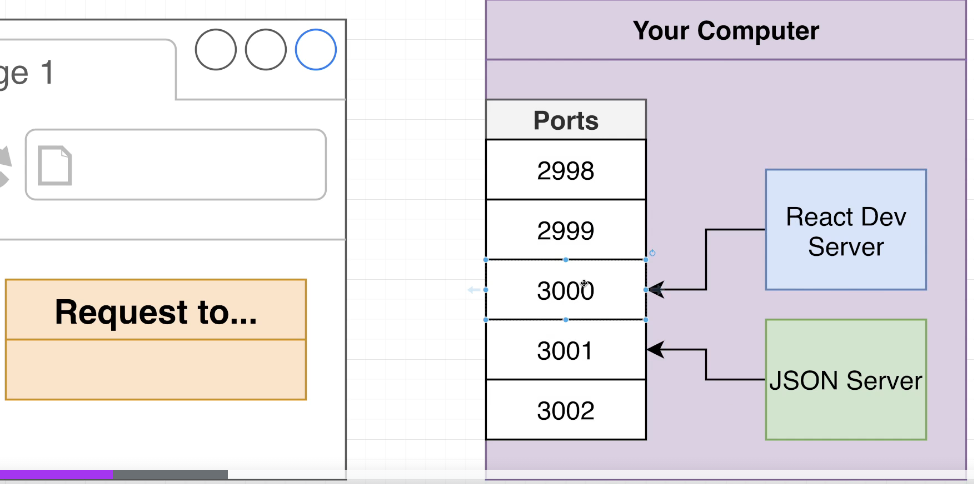 ge 1
Request to...
Your Computer
Ports
2998
2999
3000
3001
3002
React Dev
Server
JSON Server